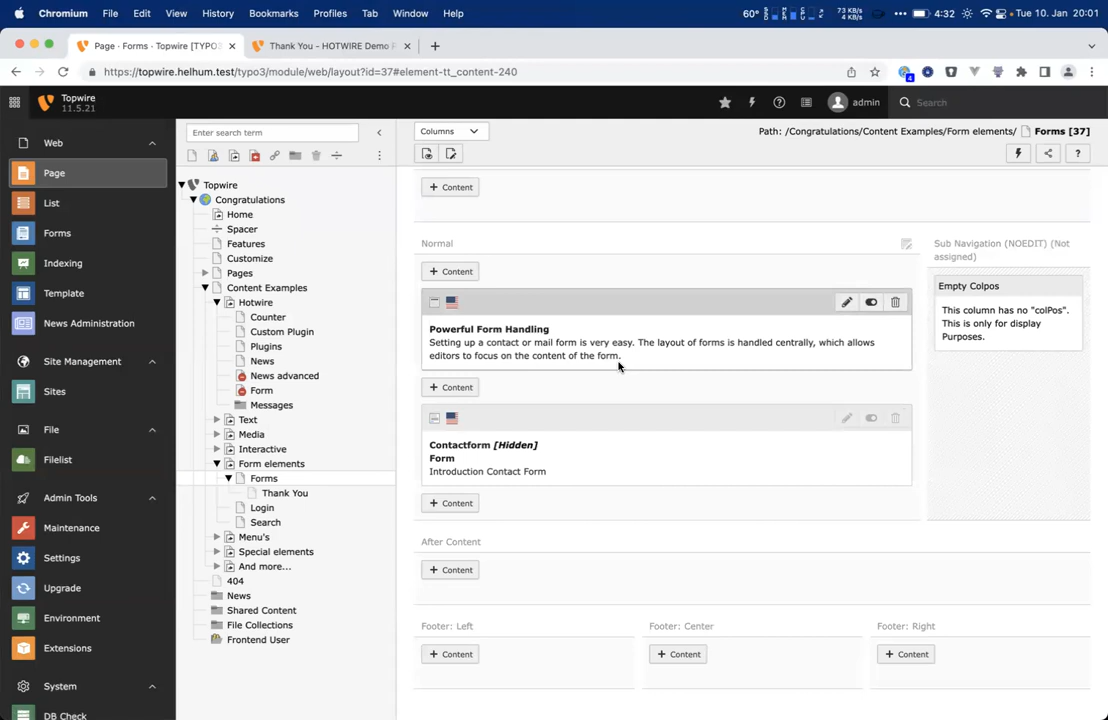 Chromium File Edit View History Bookmarks Profiles Tab Window Help 60° 73 KB/s 4 KB/s 4:32 Tue 10. Jan 20:01
Page · Forms · Topwire [TYPO3
Thank You - HOTWIRE Demo
https://topwire.helhum.test/typo3/module/web/layout?id=37#element-tt_content-240
Topwire
11.5.21
admin
Search
Web
Page
List
Forms
Indexing
Template
News Administration
Site Management
Sites
File
Filelist
Admin Tools
Maintenance
Settings
Upgrade
Environment
Extensions
System
DB Check
Enter search term
Topwire
Congratulations
Home
Spacer
Features
Customize
Pages
Content Examples
Hotwire
Counter
Custom Plugin
Plugins
News
News advanced
Form
Messages
Text
Media
Interactive
Form elements
Forms
Thank You
Login
Search
Menu's
Special elements
And more...
404
News
Shared Content
File Collections
Frontend User
Columns
Path: /Congratulations/Content Examples/Form elements/ Forms [37]
+ Content
Normal
+ Content
Powerful Form Handling
Setting up a contact or mail form is very easy. The layout of forms is handled centrally, which allows
editors to focus on the content of the form.
+ Content
Contactform [Hidden]
Form
Introduction Contact Form
+ Content
Sub Navigation (NOEDIT) (Not
assigned)
Empty Colpos
This column has no "colPos".
This is only for display
Purposes.
After Content
+ Content
Footer: Left
+ Content
Footer: Center
+ Content
Footer: Right
+ Content